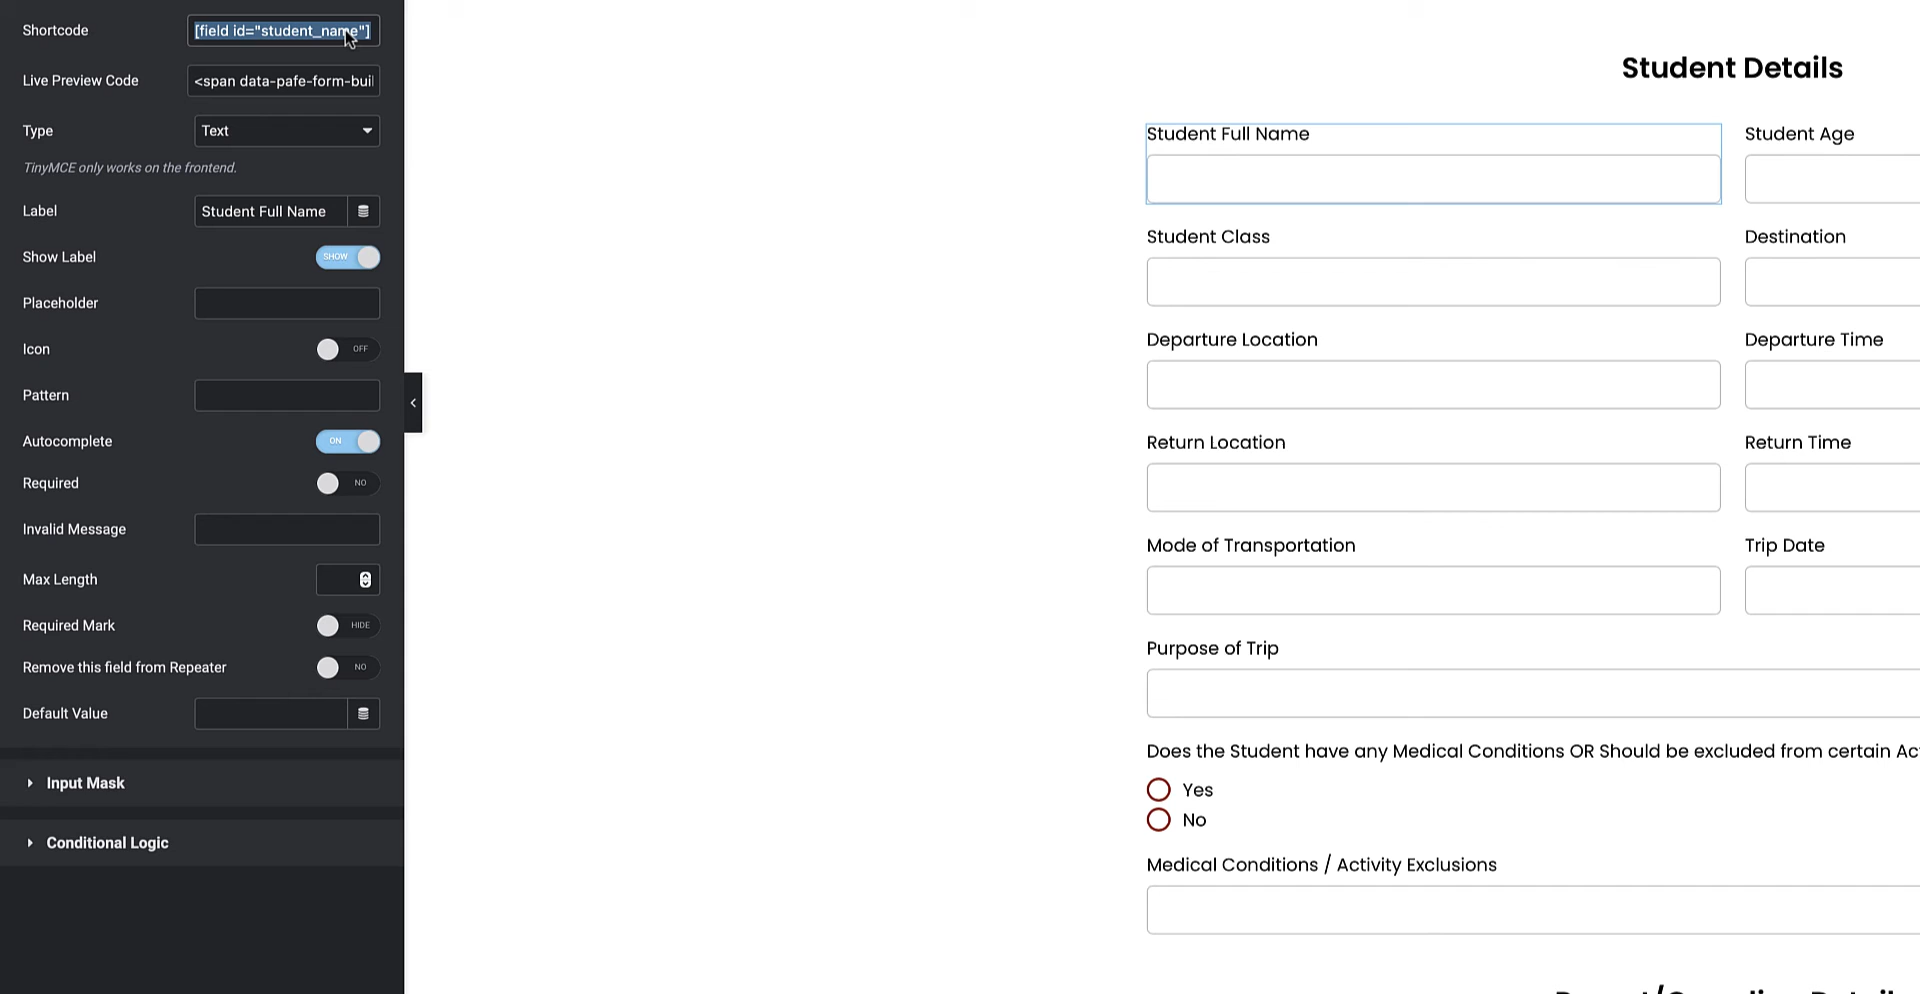 Shortcode
[field id="student_name"]
Live Preview Code
<span data-pafe-form-buil
Type
Text
TinyMCE only works on the frontend.
Label
Student Full Name
Show Label
SHOW
Placeholder
Icon
OFF
Pattern
Autocomplete
ON
Required
NO
Invalid Message
Max Length
Required Mark
HIDE
Remove this field from Repeater
NO
Default Value
Input Mask
Conditional Logic
Student Details
Student Full Name
Student Age
Student Class
Destination
Departure Location
Departure Time
Return Location
Return Time
Mode of Transportation
Trip Date
Purpose of Trip
Does the Student have any Medical Conditions OR Should be excluded from certain Ac
Yes
No
Medical Conditions / Activity Exclusions